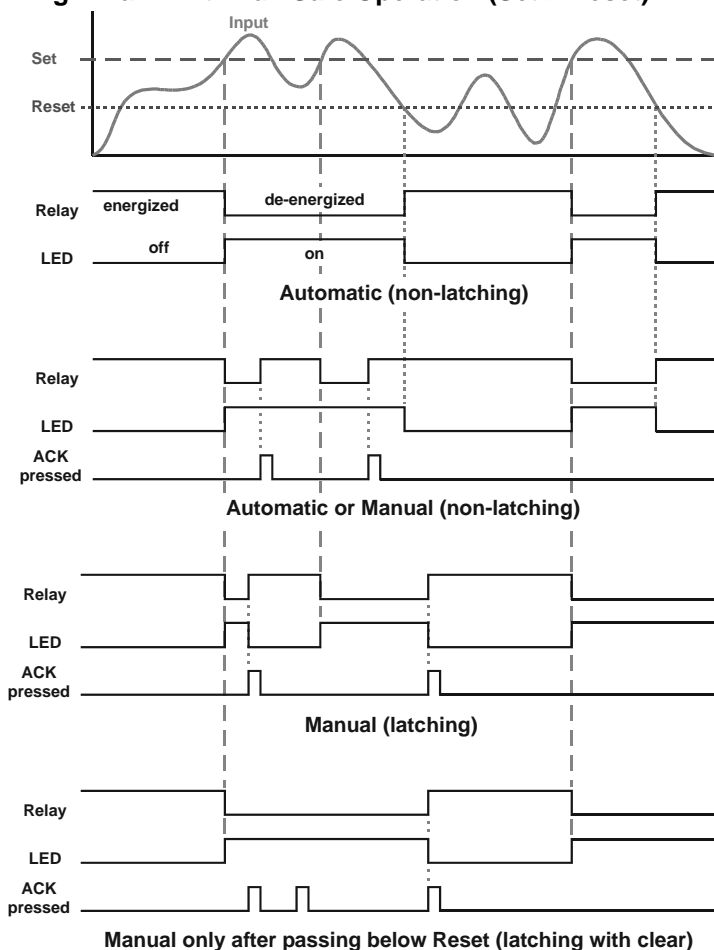 Input
Set
Reset
Relay energized de-energized
LED off on
Automatic (non-latching)
Relay
LED
ACK
pressed
Automatic or Manual (non-latching)
Relay
LED
ACK
pressed
Manual (latching)
Relay
LED
ACK
pressed
Manual only after passing below Reset (latching with clear)